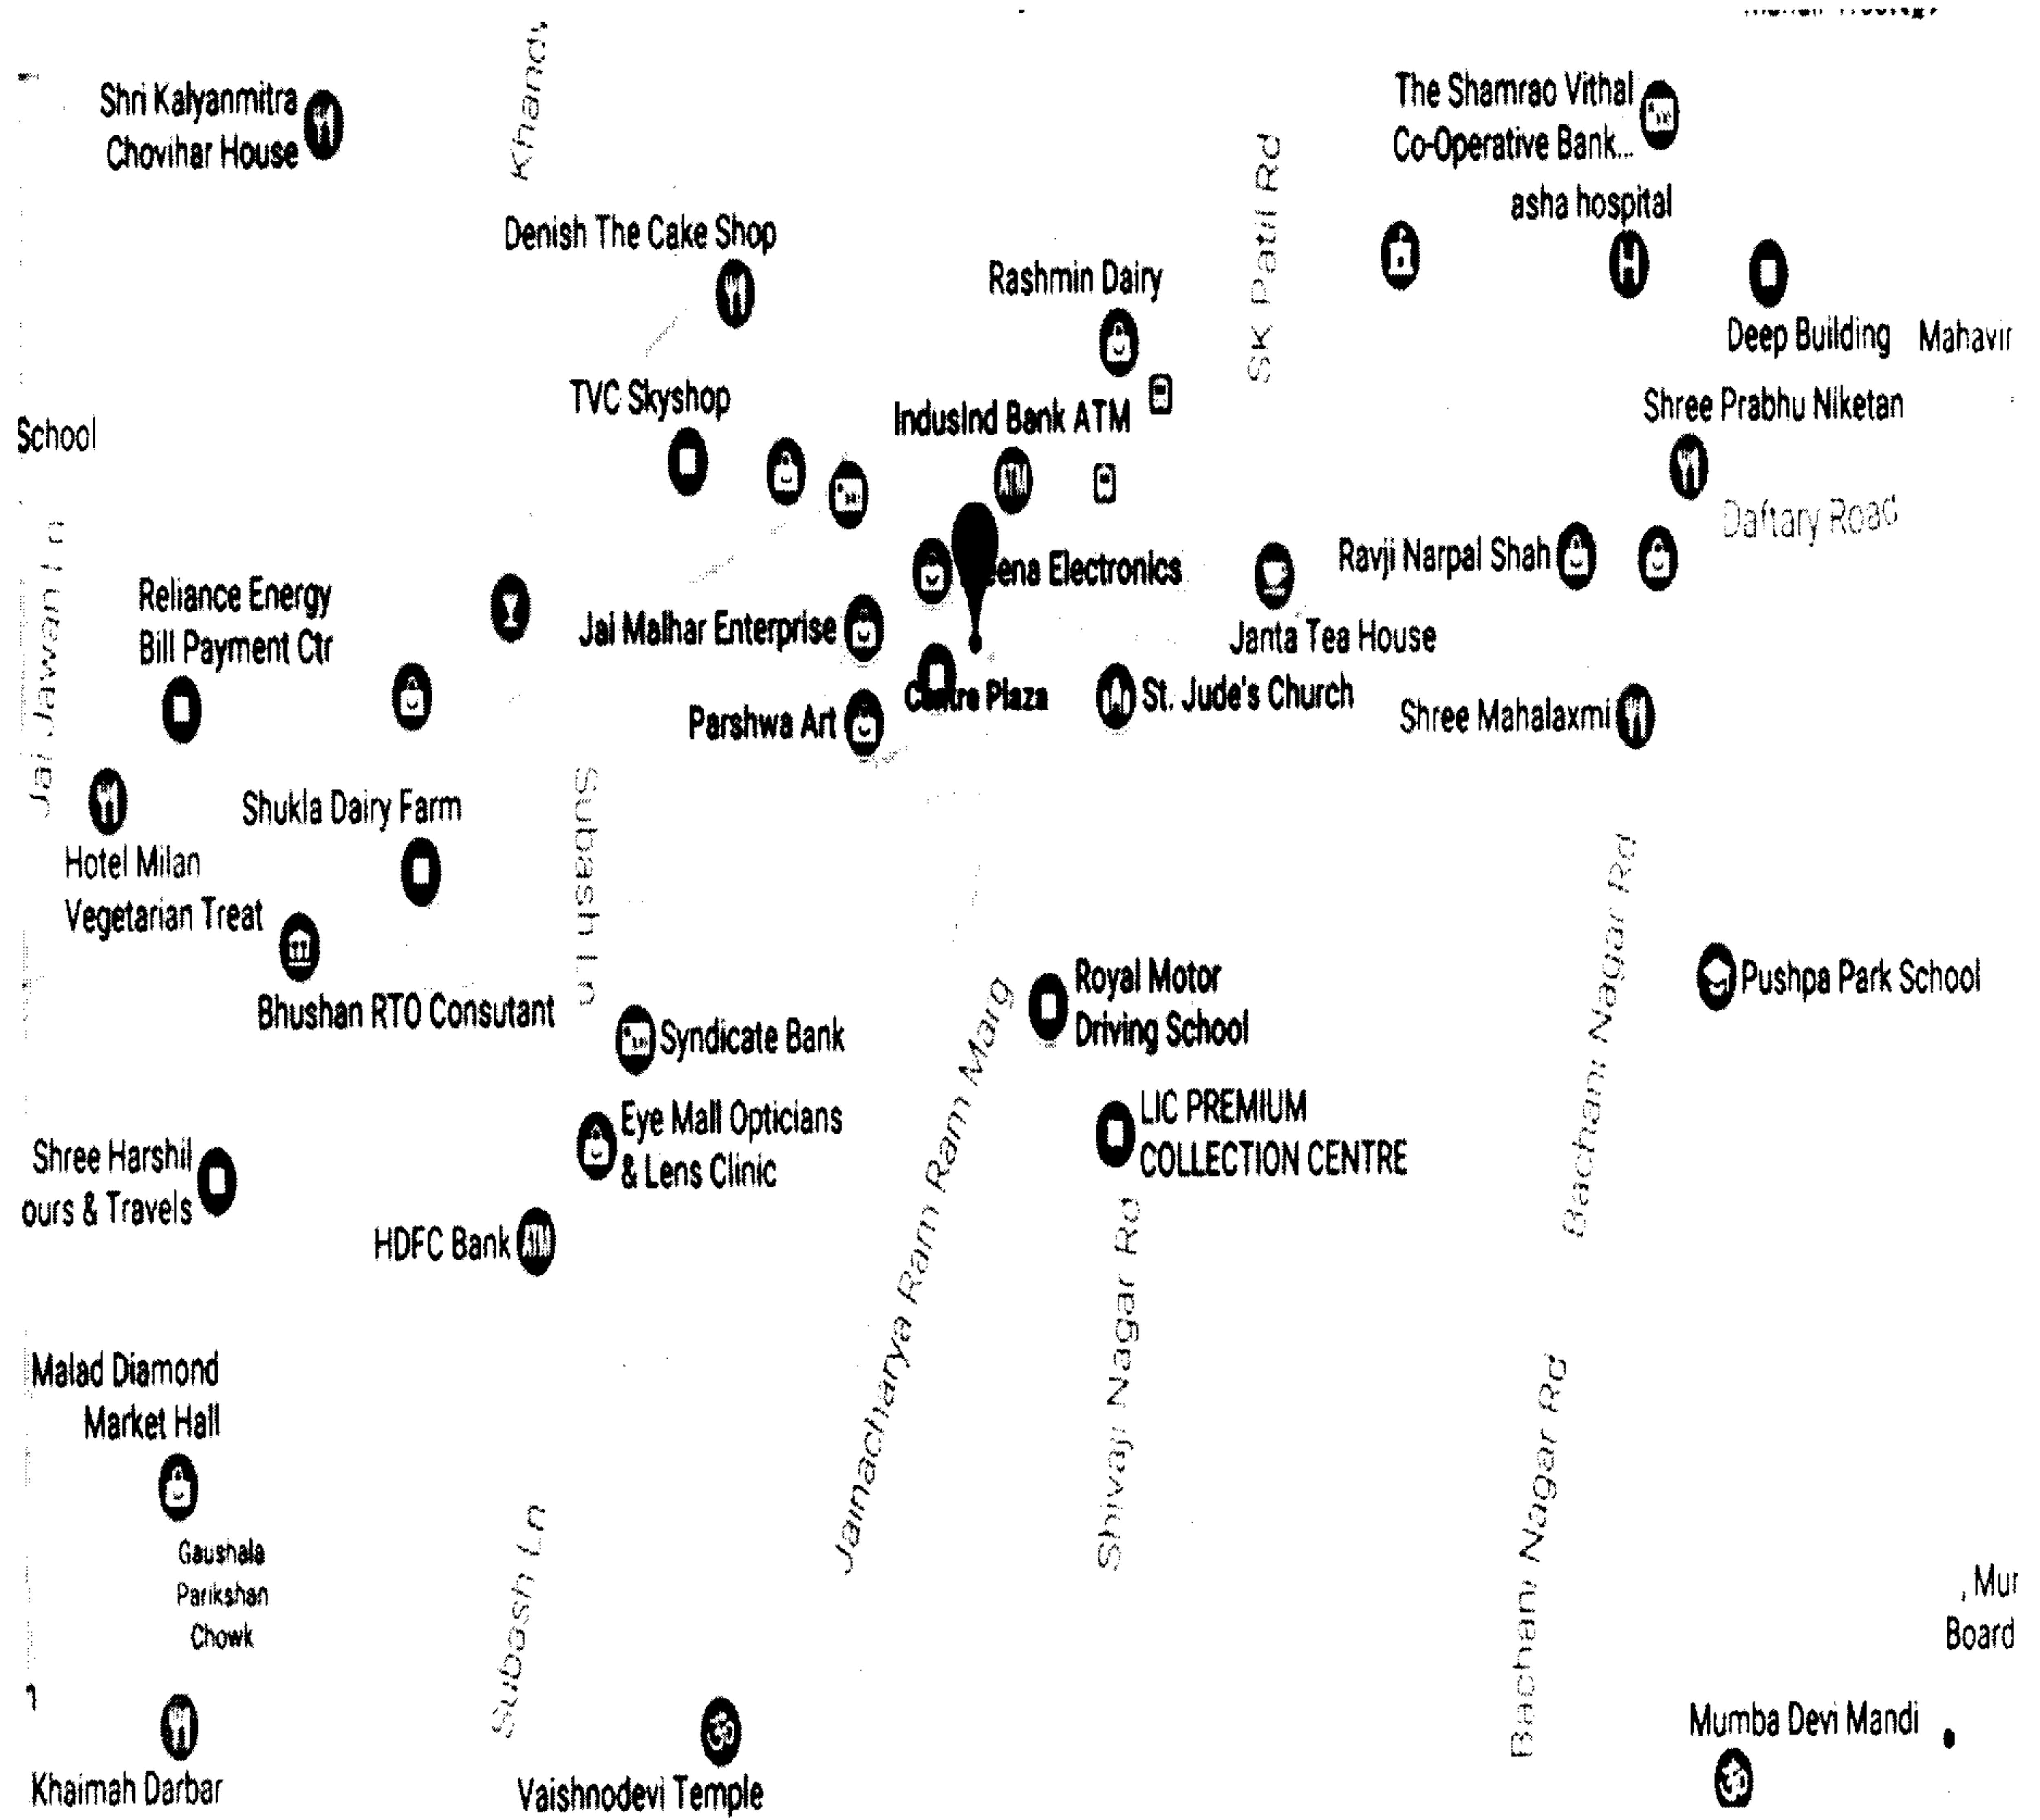 Shri Kalyanmitra
Chovihar House
The Shamrao Vithal
Co-Operative Bank...
asha hospital
SK Patil Rd
Denish The Cake Shop
Rashmin Dairy
Deep Building
Mahavir
TVC Skyshop
IndusInd Bank ATM
Shree Prabhu Niketan
School
Daftary Road
Jai Jawan Ln
Reliance Energy
Bill Payment Ctr
Electronics
Ravji Narpal Shah
Jai Malhar Enterprise
Janta Tea House
Centre Plaza
St. Jude's Church
Parshwa Art
Shree Mahalaxmi
Subash Ln
Shukla Dairy Farm
Hotel Milan
Vegetarian Treat
Bachani Nagar Rd
Bhushan RTO Consutant
Syndicate Bank
Royal Motor
Driving School
Pushpa Park School
Jainacharya Ram Ram Ram Marg
Eye Mall Opticians
& Lens Clinic
LIC PREMIUM
COLLECTION CENTRE
Shree Harshil
ours & Travels
HDFC Bank
Shivaji Nagar Rd
Malad Diamond
Market Hall
Bachani Nagar Rd
Gaushala
Parikshan
Chowk
Subash Ln
, Mur
Board
Khaimah Darbar
Vaishnodevi Temple
Mumba Devi Mandi